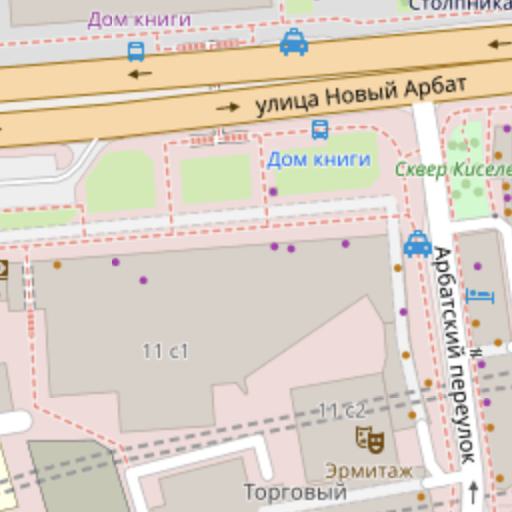 Столпника
Дом книги
улица Новый Арбат
Дом книги
Сквер Киселе
Арбатский переулок
11 с1
11 с2
Эрмитаж
Торговый